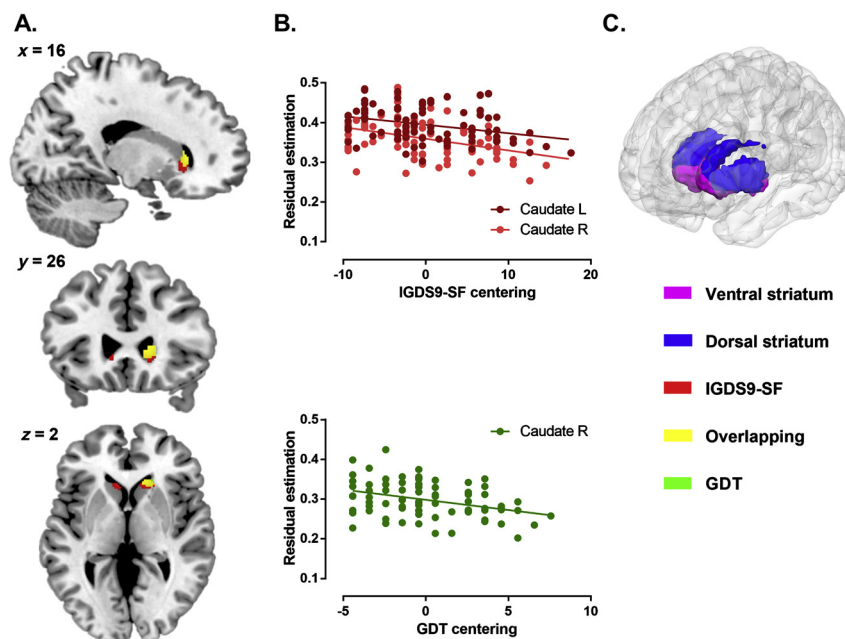 A.
x = 16
y = 26
z = 2
B.
0.5
0.4
0.3
0.2
0.1
Residual estimation
Caudate L
Caudate R
-10
0
10
20
IGDS9-SF centering
0.5
0.4
0.3
0.2
0.1
Residual estimation
Caudate R
-5
0
5
10
GDT centering
C.
Ventral striatum
Dorsal striatum
IGDS9-SF
Overlapping
GDT